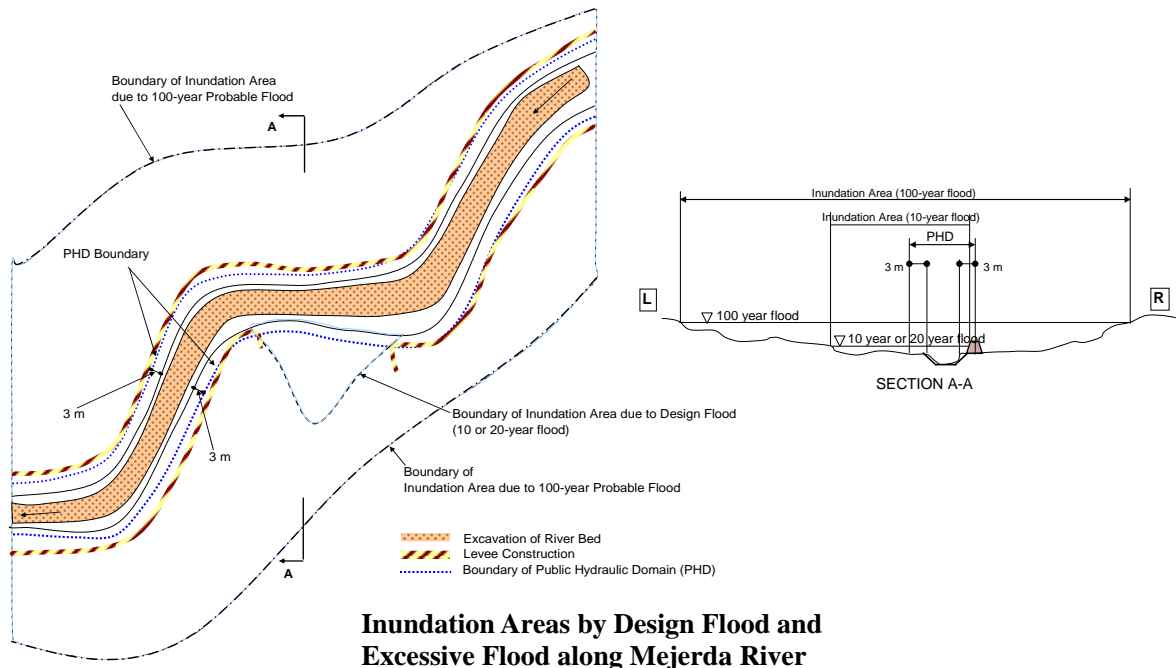 Boundary of Inundation Area
due to 100-year Probable Flood
A
PHD Boundary
3 m
3 m
Boundary of Inundation Area due to Design Flood
(10 or 20-year flood)
Boundary of
Inundation Area due to 100-year Probable Flood
A
Excavation of River Bed
Levee Construction
Boundary of Public Hydraulic Domain (PHD)
Inundation Area (100-year flood)
Inundation Area (10-year flood)
PHD
3 m
3 m
L
R
100 year flood
10 year or 20 year flood
SECTION A-A
Inundation Areas by Design Flood and
Excessive Flood along Mejerda River